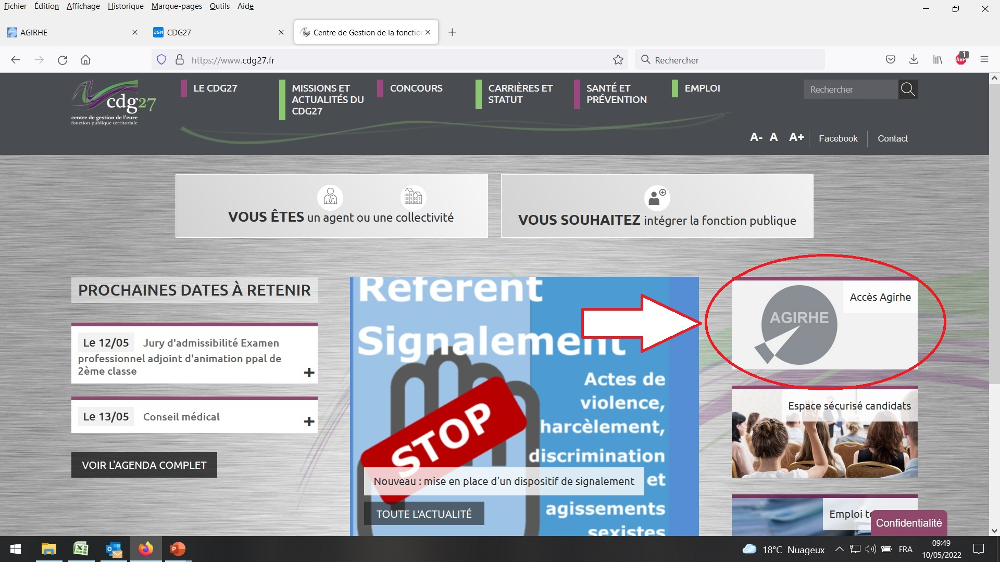 Fichier Édition Affichage Historique Marque-pages Outils Aide
AGIRHE
DSM CDG27
Centre de Gestion de la fonctio
https://www.cdg27.fr
Rechercher
ABP 1
cdg27
centre de gestion de l'eure
fonction publique territoriale
LE CDG27
MISSIONS ET
ACTUALITÉS DU
CDG27
CONCOURS
CARRIÈRES ET
STATUT
SANTÉ ET
PRÉVENTION
EMPLOI
Rechercher
A- A A+ Facebook Contact
VOUS ÊTES un agent ou une collectivité
VOUS SOUHAITEZ intégrer la fonction publique
PROCHAINES DATES À RETENIR
Le 12/05 Jury d'admissibilité Examen
professionnel adjoint d'animation ppal de
2ème classe
+
Le 13/05 Conseil médical
+
VOIR L'AGENDA COMPLET
Référent
Signalement
Actes de
violence,
harcèlement,
discrimination
et
agissements
sexistes
STOP
Nouveau : mise en place d'un dispositif de signalement
TOUTE L'ACTUALITÉ
Accès Agirhe
AGIRHE
Espace sécurisé candidats
Emploi
Confidentialité
18°C Nuageux
FRA
09:49
10/05/2022